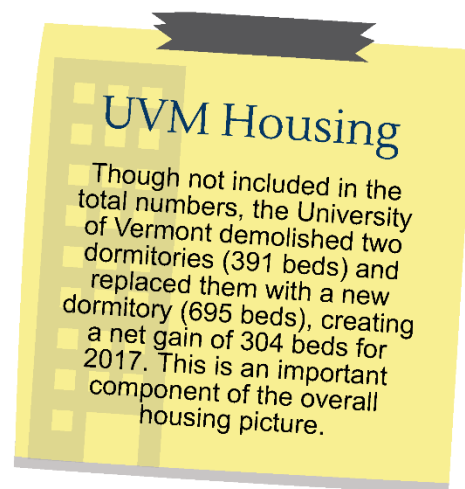 UVM Housing
Though not included in the
total numbers, the University
of Vermont demolished two
dormitories (391 beds) and
replaced them with a new
dormitory (695 beds), creating
a net gain of 304 beds for
2017. This is an important
component of the overall
housing picture.